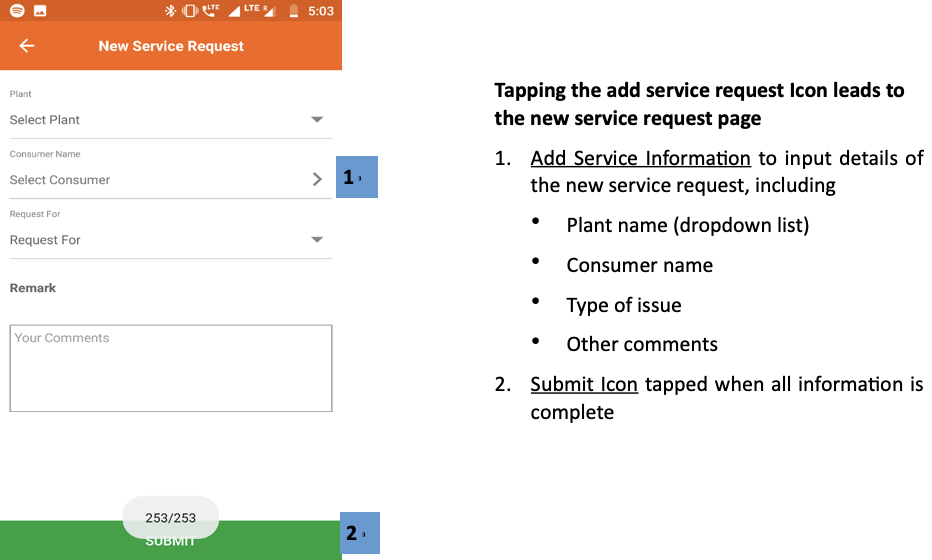 LTE LTE R 5:03
New Service Request
Plant
Select Plant
Consumer Name
Select Consumer
1 3
Request For
Request For
Remark
Your Comments
253/253
SUBMIT
2 3
Tapping the add service request Icon leads to
the new service request page
1. Add Service Information to input details of
the new service request, including
• Plant name (dropdown list)
• Consumer name
• Type of issue
• Other comments
2. Submit Icon tapped when all information is
complete